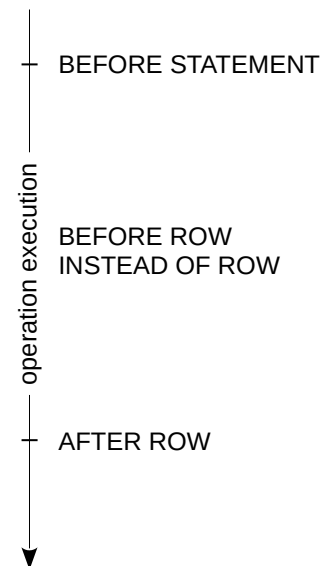 BEFORE STATEMENT
operation execution
BEFORE ROW
INSTEAD OF ROW
AFTER ROW